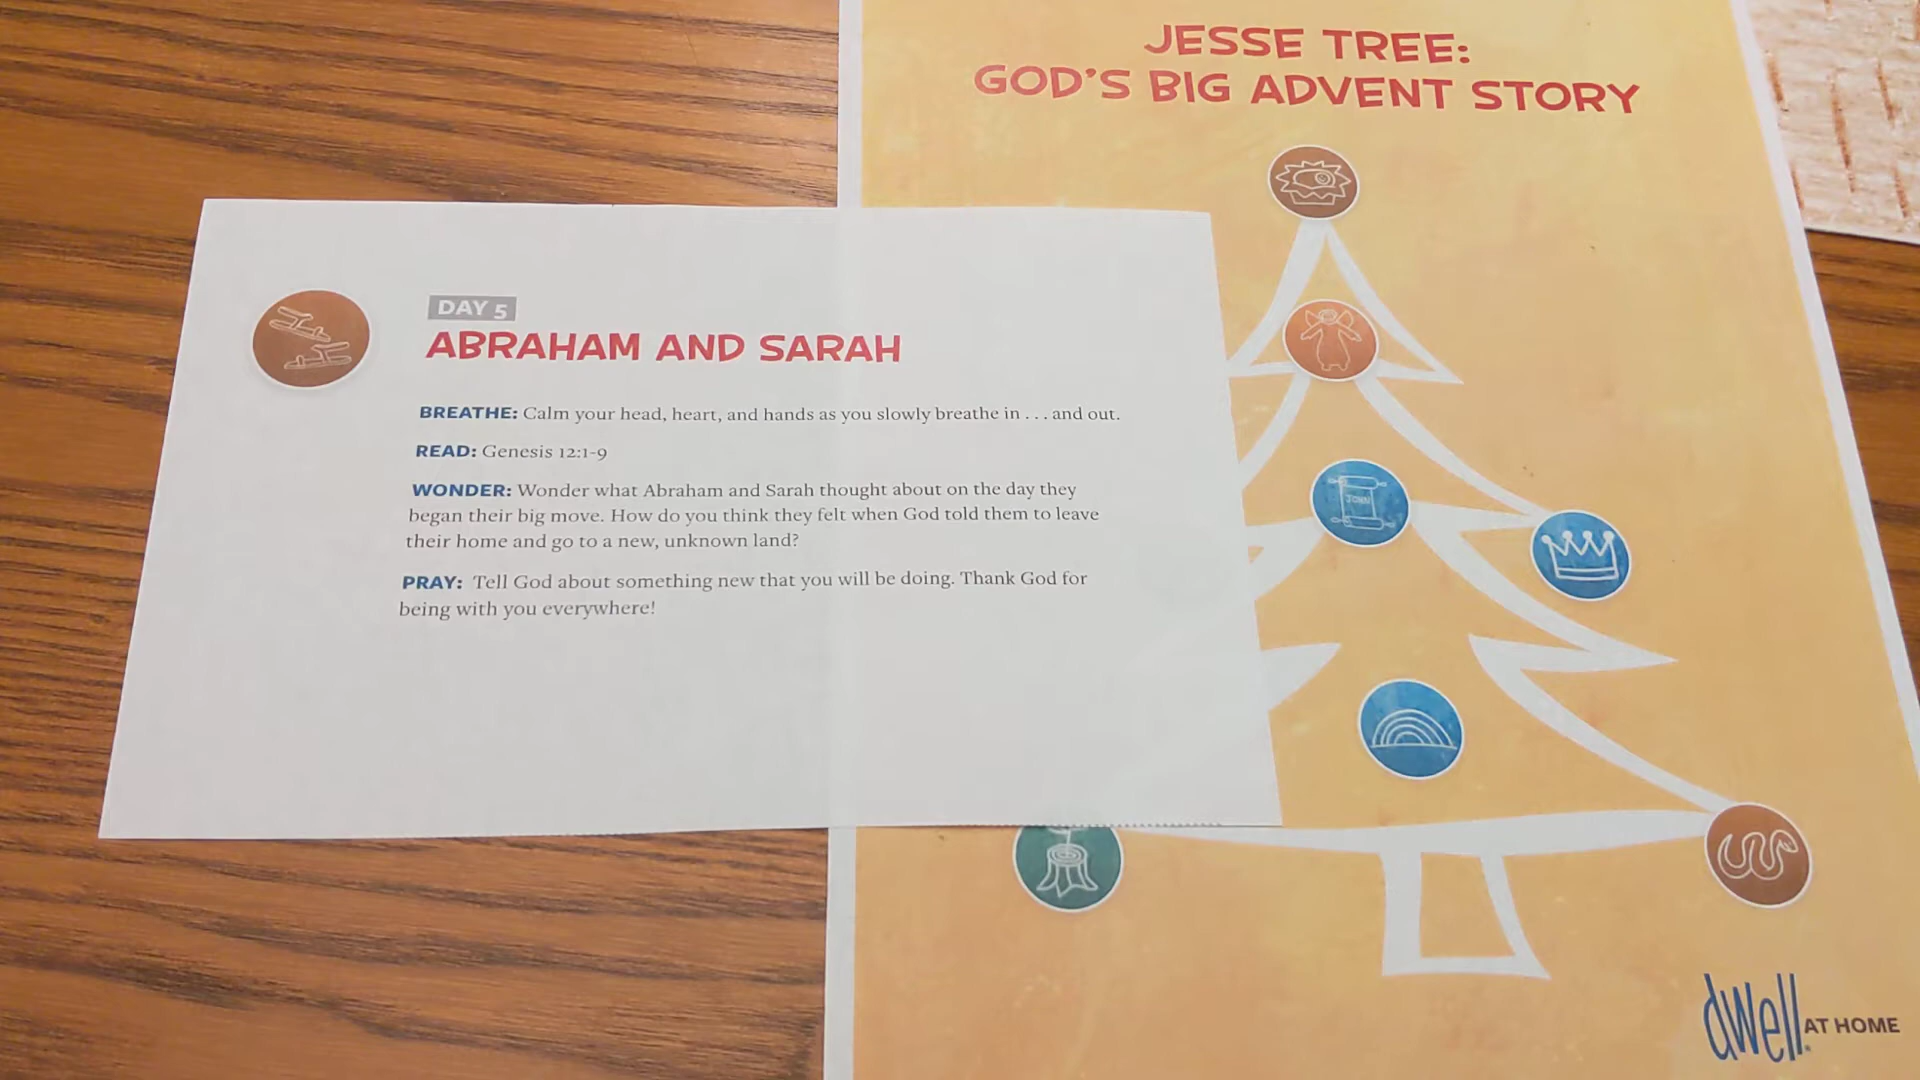 JESSE TREE:
GOD'S BIG ADVENT STORY
DAY 5
ABRAHAM AND SARAH
BREATHE: Calm your head, heart, and hands as you slowly breathe in . . . and out.
READ: Genesis 12:1-9
WONDER: Wonder what Abraham and Sarah thought about on the day they
began their big move. How do you think they felt when God told them to leave
their home and go to a new, unknown land?
PRAY: Tell God about something new that you will be doing. Thank God for
being with you everywhere!
JOHN
dwell AT HOME